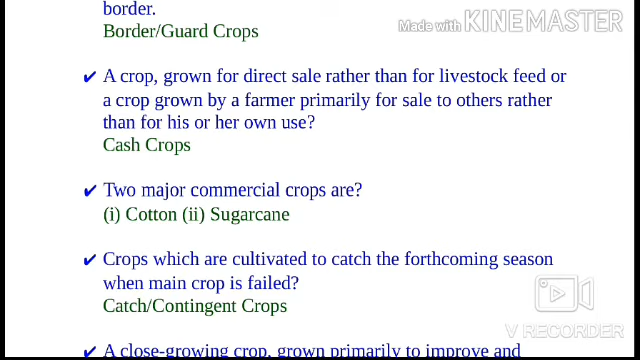 border.
Border/Guard Crops
Made with KINEMASTER
✔ A crop, grown for direct sale rather than for livestock feed or
a crop grown by a farmer primarily for sale to others rather
than for his or her own use?
Cash Crops
✔ Two major commercial crops are?
(i) Cotton (ii) Sugarcane
✔ Crops which are cultivated to catch the forthcoming season
when main crop is failed?
Catch/Contingent Crops
V RECORDER
✔ A close-growing crop, grown primarily to improve and